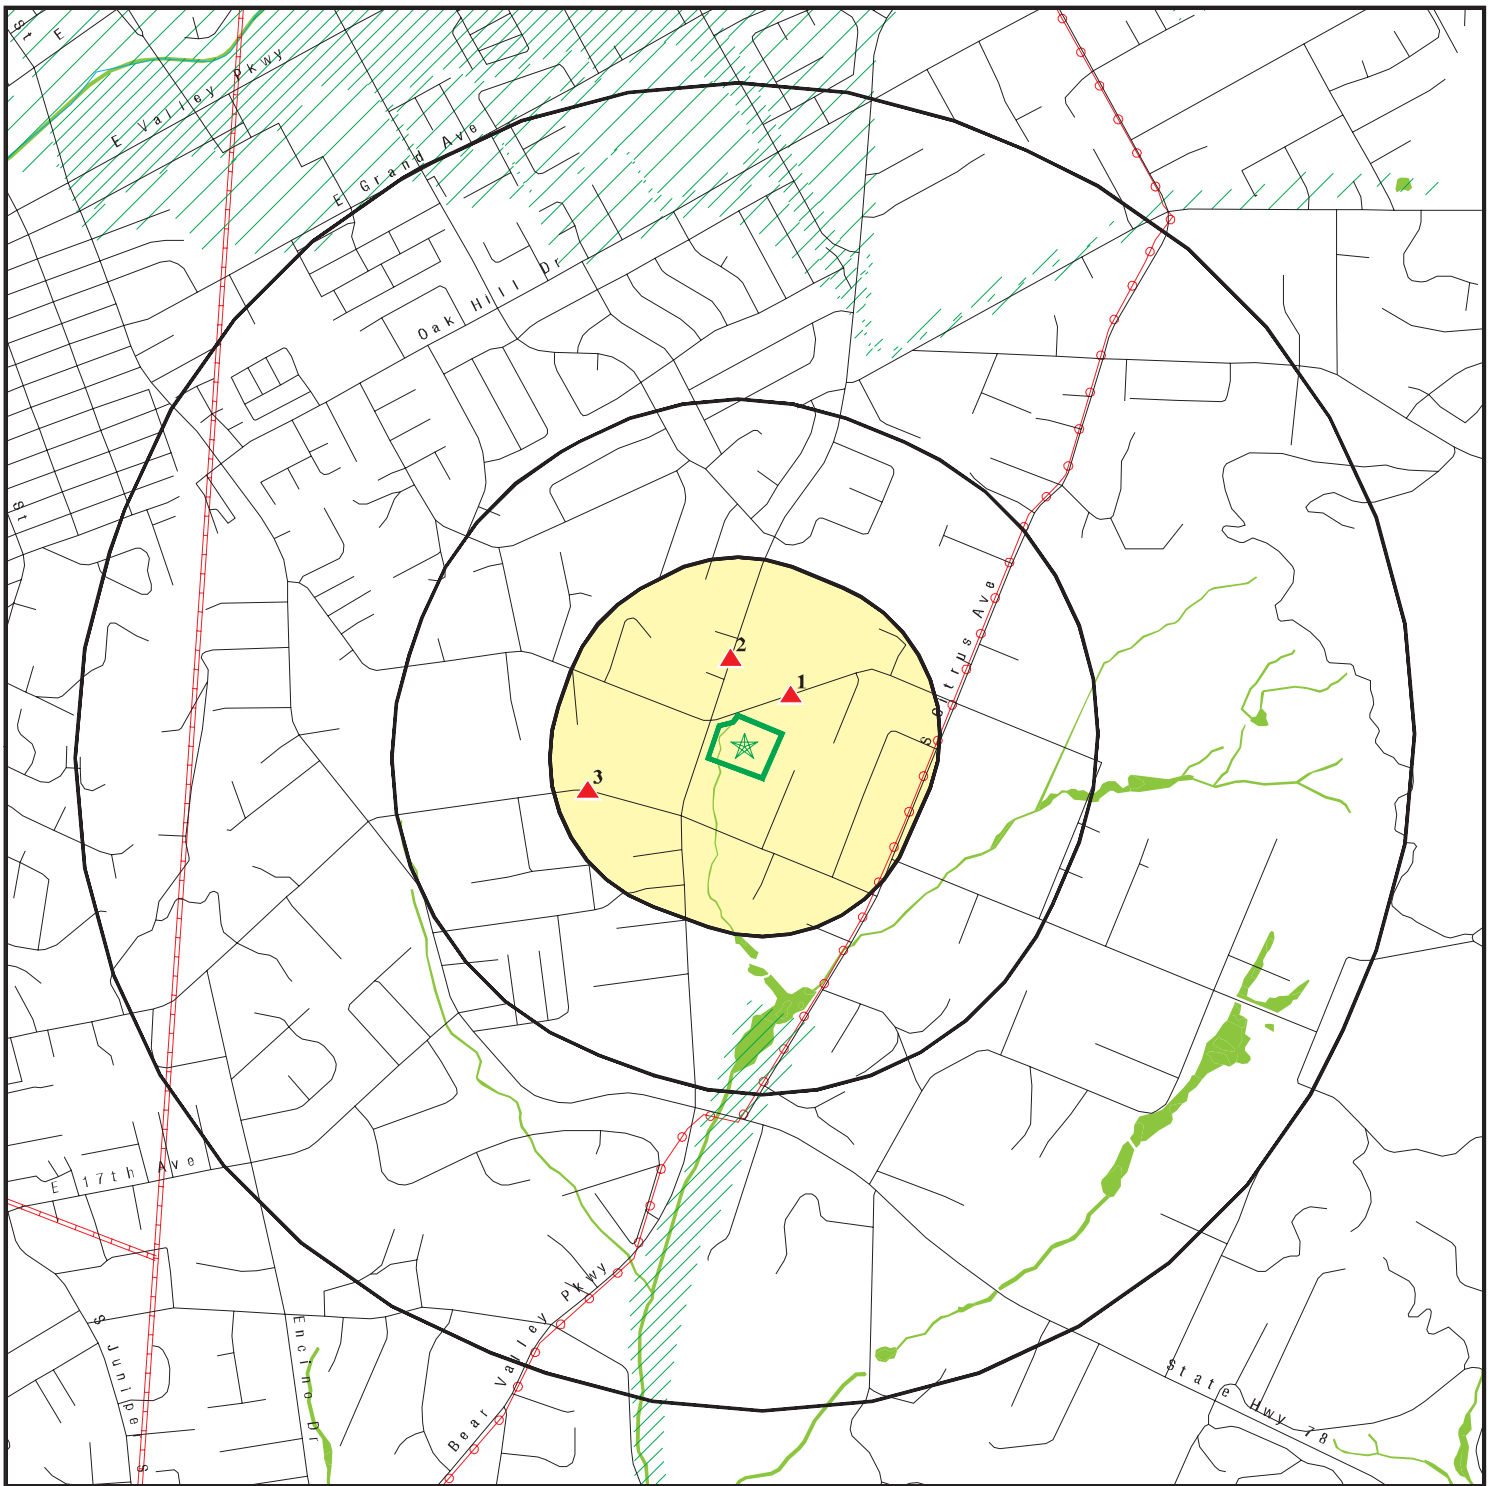 St
E
E Valley Pkwy
E Grand Ave
Oak Hill Dr
St
S Citrus Ave
2
1
3
E 17th Ave
Bear Valley Pkwy
S Juniper S
Encino Dr
State Hwy 78